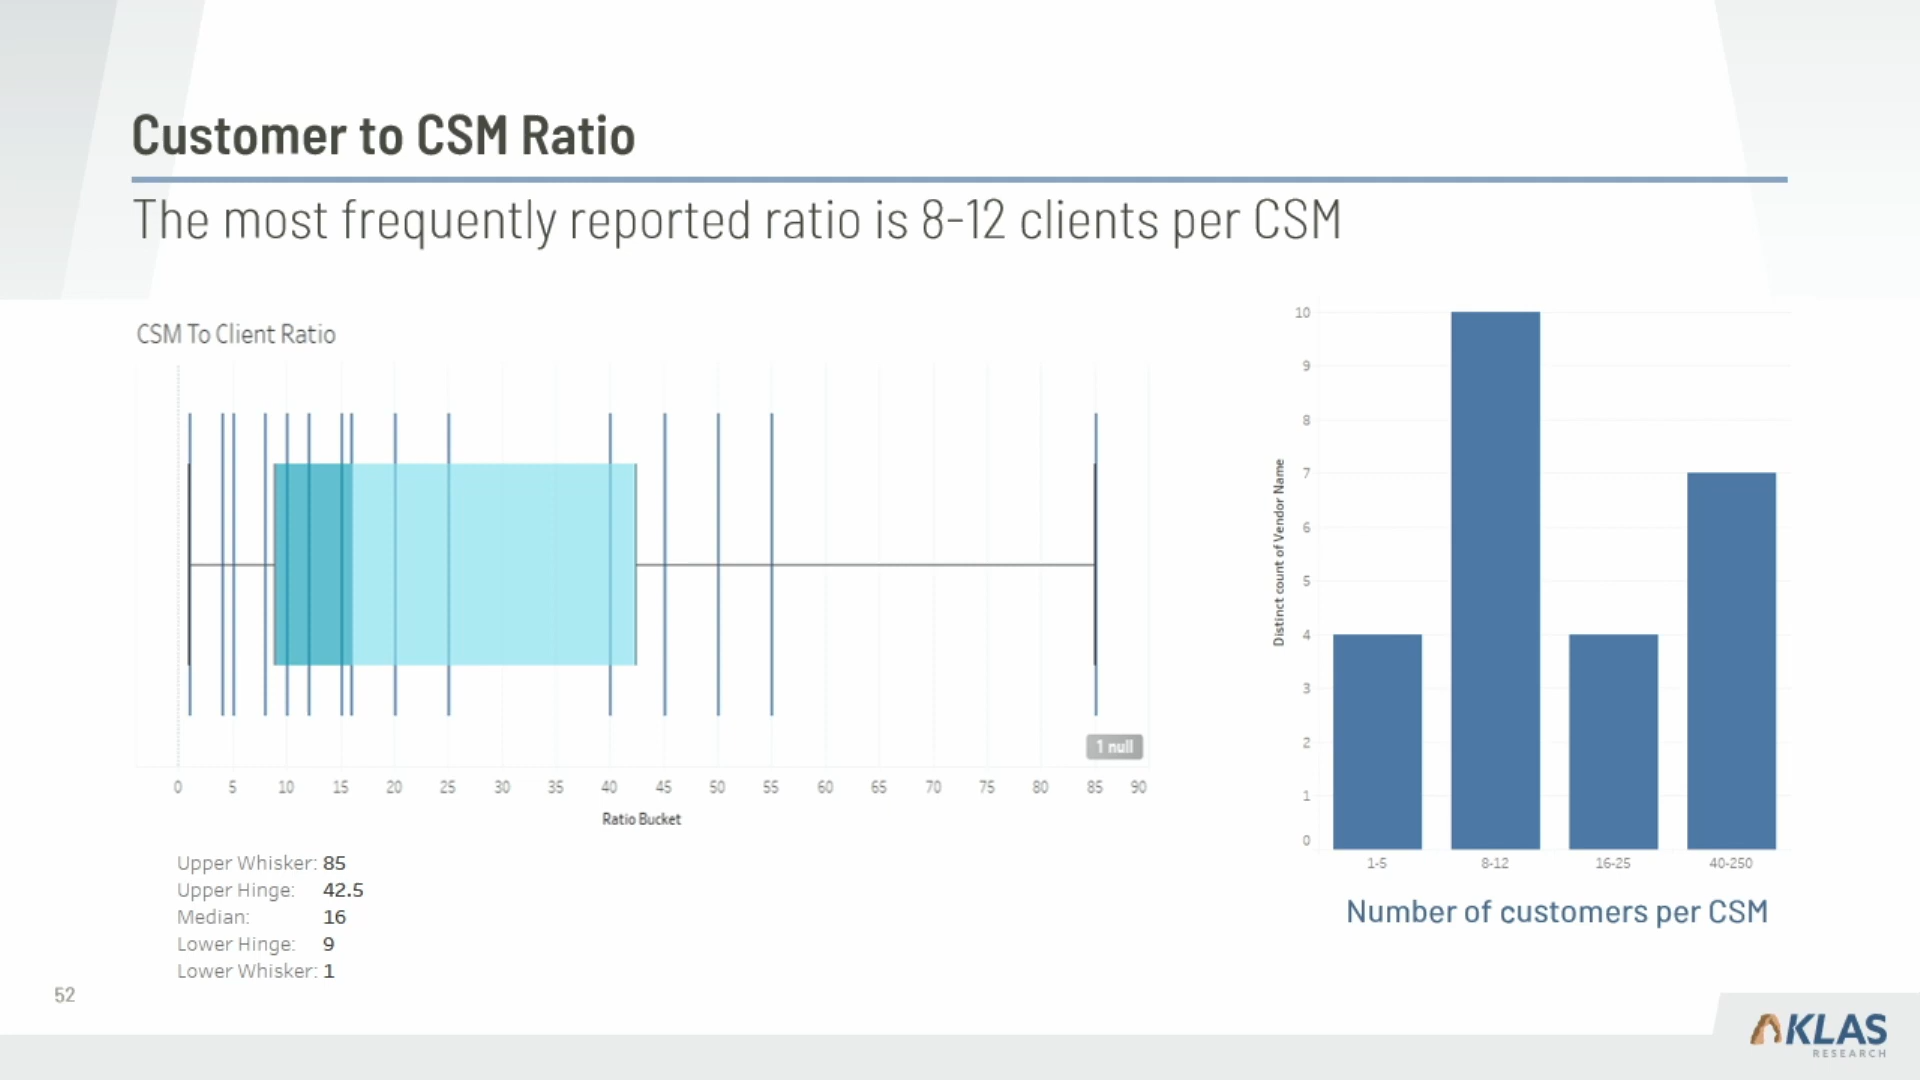 Customer to CSM Ratio
The most frequently reported ratio is 8-12 clients per CSM
CSM To Client Ratio
1 null
0 5 10 15 20 25 30 35 40 45 50 55 60 65 70 75 80 85 90
Ratio Bucket
Upper Whisker: 85
Upper Hinge: 42.5
Median: 16
Lower Hinge: 9
Lower Whisker: 1
Distinct count of Vendor Name
10
9
8
7
6
5
4
3
2
1
0
1-5 8-12 16-25 40-250
Number of customers per CSM
52
KLAS
RESEARCH